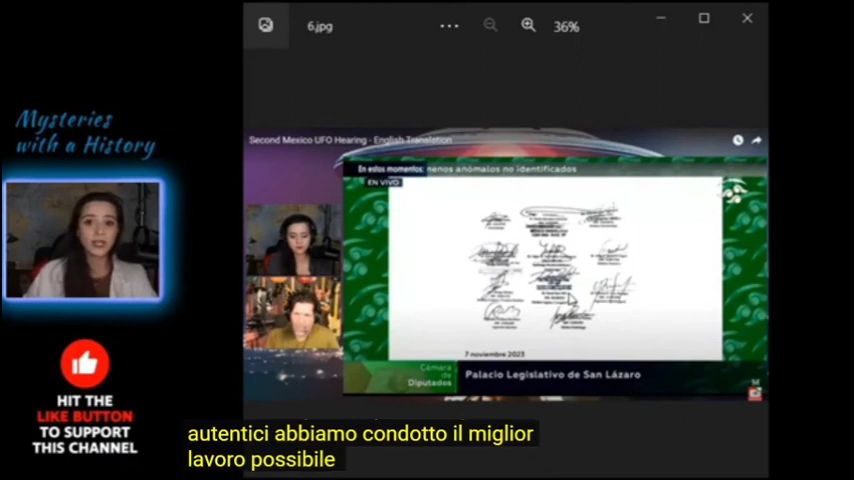 6.jpg
36%
Mysteries
with a History
Second Mexico UFO Hearing - English Translation
En estos momentos: nenos anómalos no identificados
EN VIVO
7 noviembre 2023
Cámara
de
Diputados
Palacio Legislativo de San Lázaro
HIT THE
LIKE BUTTON
TO SUPPORT
THIS CHANNEL
autentici abbiamo condotto il miglior
lavoro possibile